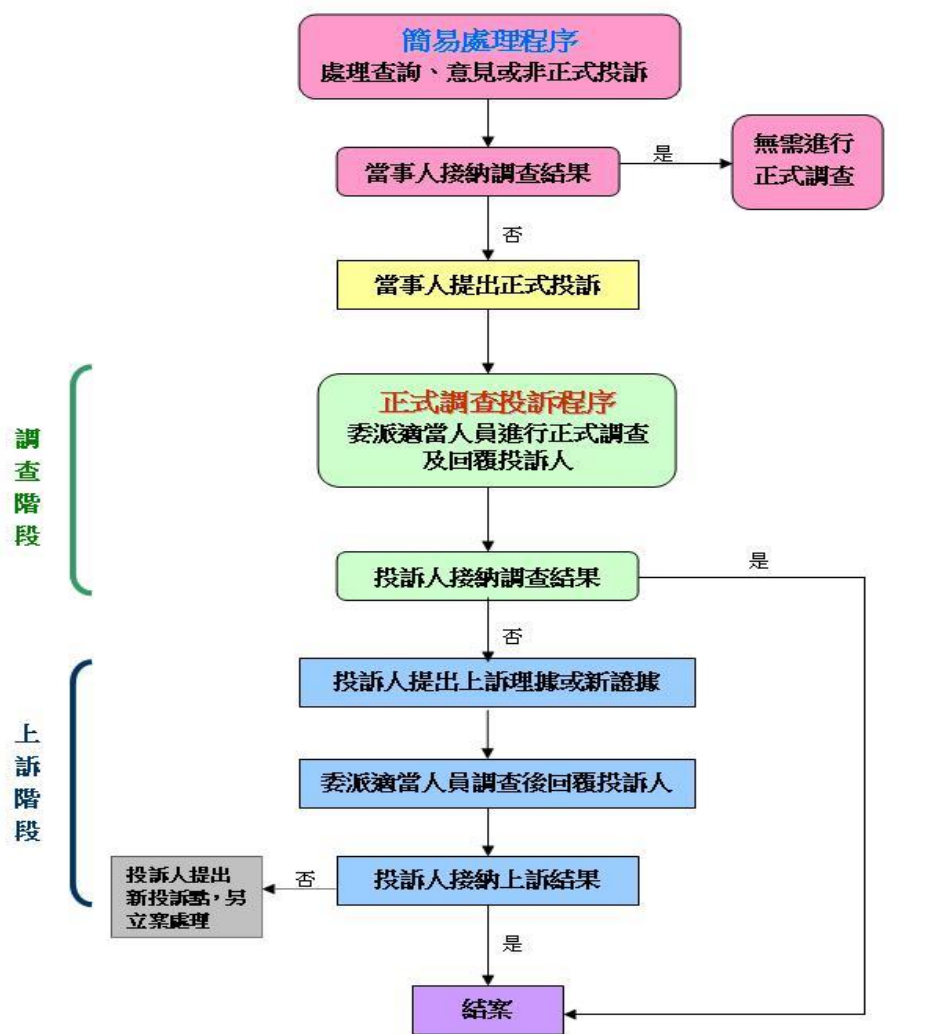 簡易處理程序
處理查詢、意見或非正式投訴
當事人接納調查結果
是
無需進行
正式調查
否
當事人提出正式投訴
調查階段
正式調查投訴程序
委派適當人員進行正式調查
及回覆投訴人
投訴人接納調查結果
是
否
上訴階段
投訴人提出上訴理據或新證據
委派適當人員調查後回覆投訴人
投訴人接納上訴結果
否
投訴人提出
新投訴點，另
立案處理
是
結案